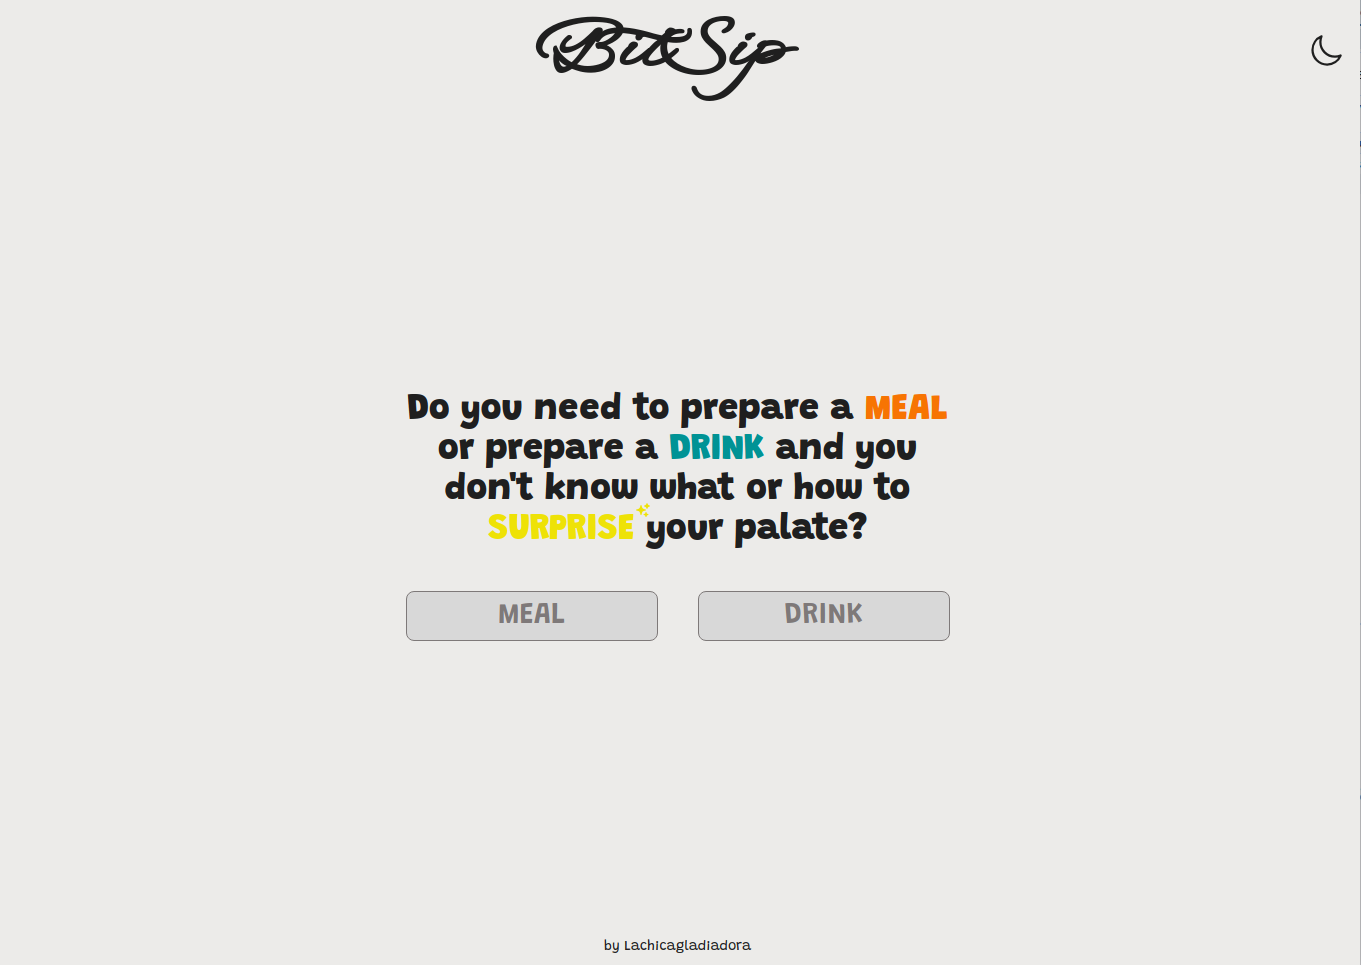 BitSip
Do you need to prepare a MEAL
or prepare a DRINK and you
don't know what or how to
SURPRISE your palate?
MEAL DRINK
by Lachicagladiadora